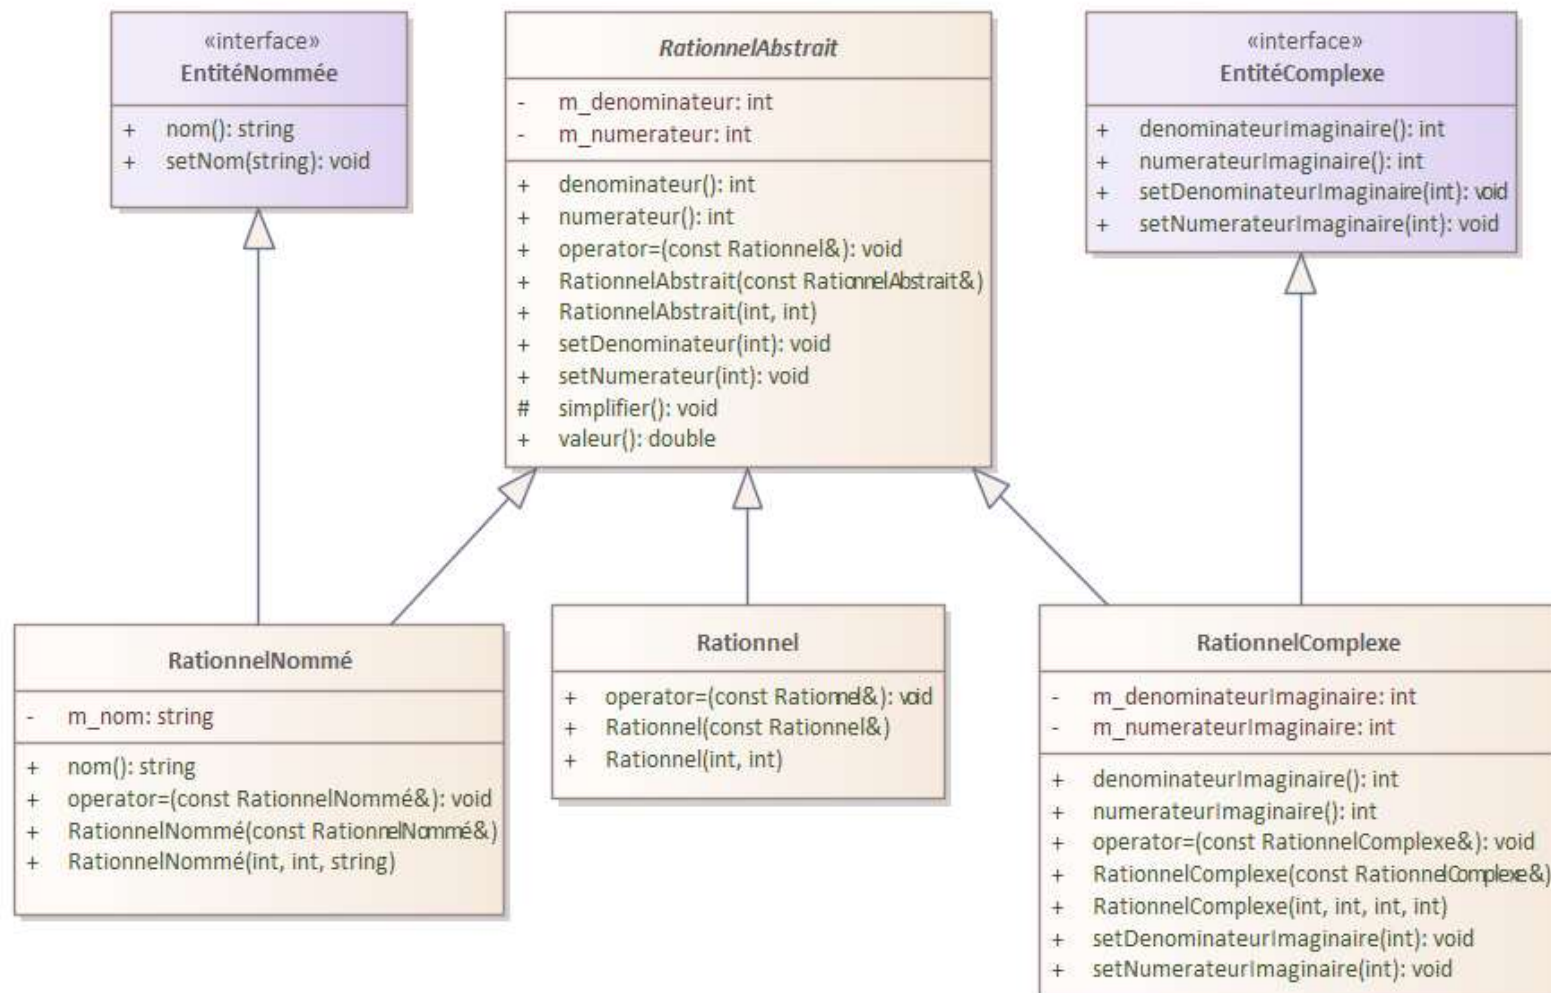 «interface»
EntitéNommée
+ nom(): string
+ setNom(string): void
RationnelAbstrait
- m_denominateur: int
- m_numerateur: int
+ denominateur(): int
+ numerateur(): int
+ operator=(const Rationnel&): void
+ RationnelAbstrait(const RationnelAbstrait&)
+ RationnelAbstrait(int, int)
+ setDenominateur(int): void
+ setNumerateur(int): void
# simplifier(): void
+ valeur(): double
«interface»
EntitéComplexe
+ denominateurImaginaire(): int
+ numerateurImaginaire(): int
+ setDenominateurImaginaire(int): void
+ setNumerateurImaginaire(int): void
RationnelNommé
- m_nom: string
+ nom(): string
+ operator=(const RationnelNommé&): void
+ RationnelNommé(const RationnelNommé&)
+ RationnelNommé(int, int, string)
Rationnel
+ operator=(const Rationnel&): void
+ Rationnel(const Rationnel&)
+ Rationnel(int, int)
RationnelComplexe
- m_denominateurImaginaire: int
- m_numerateurImaginaire: int
+ denominateurImaginaire(): int
+ numerateurImaginaire(): int
+ operator=(const RationnelComplexe&): void
+ RationnelComplexe(const RationnelComplexe&)
+ RationnelComplexe(int, int, int, int)
+ setDenominateurImaginaire(int): void
+ setNumerateurImaginaire(int): void